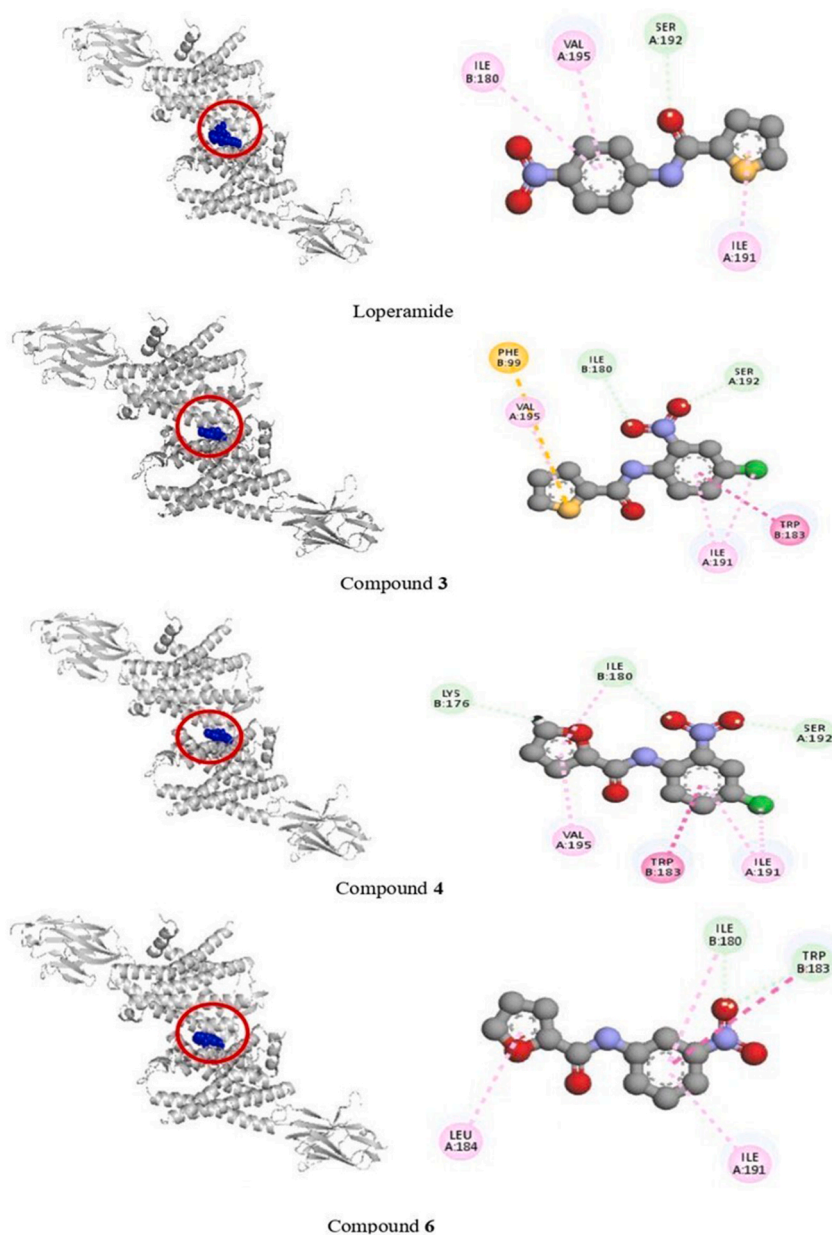 SER
A:192
VAL
A:195
ILE
B:180
ILE
A:191
Loperamide
PHE
B:99
ILE
B:180
SER
A:192
VAL
A:195
TRP
B:183
ILE
A:191
Compound 3
ILE
B:180
LYS
B:176
SER
A:192
VAL
A:195
TRP
B:183
ILE
A:191
Compound 4
ILE
B:180
TRP
B:183
LEU
A:184
ILE
A:191
Compound 6